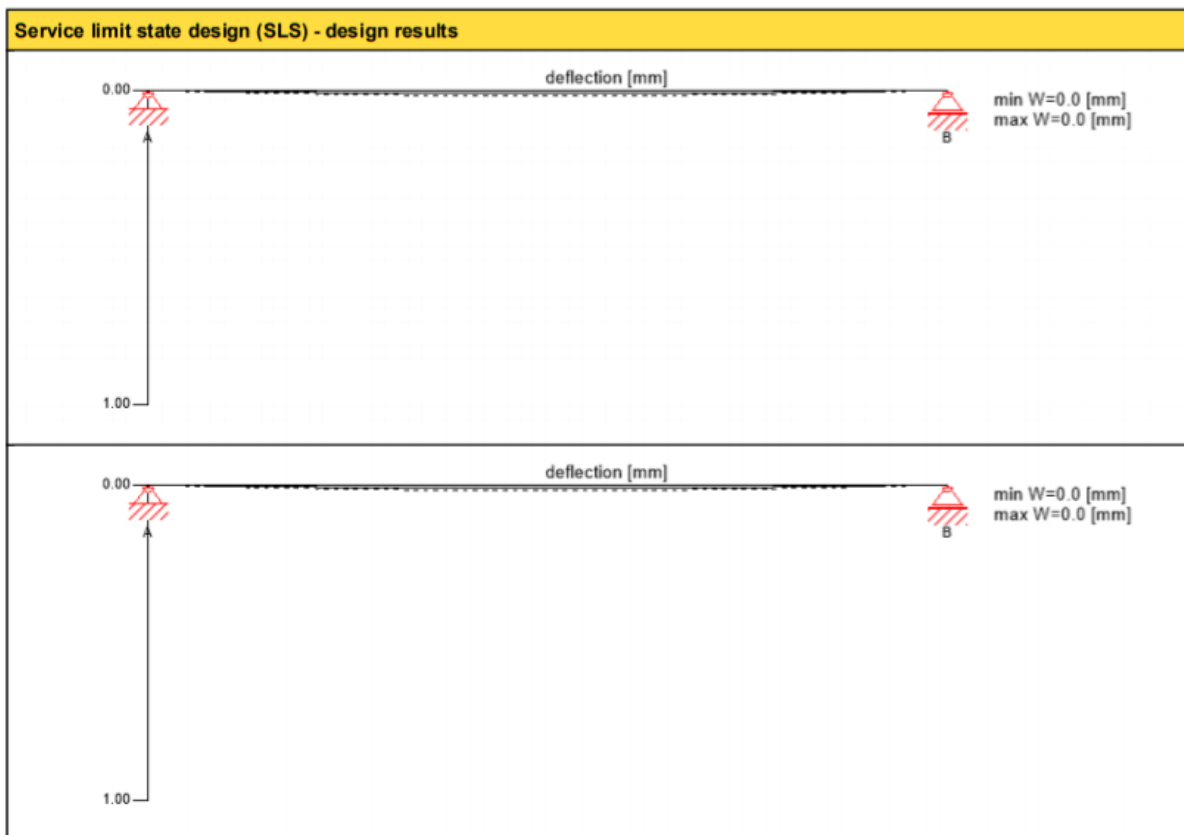 Service limit state design (SLS) - design results
deflection [mm]
0.00
min W=0.0 [mm]
max W=0.0 [mm]
A
B
1.00
deflection [mm]
0.00
min W=0.0 [mm]
max W=0.0 [mm]
A
B
1.00